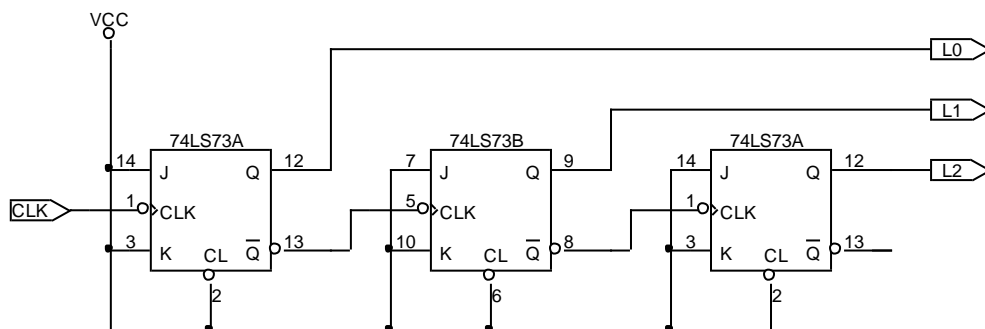 VCC
L0
L1
74LS73A 74LS73B 74LS73A
14 J Q 12 7 J Q 9 14 J Q 12 L2
CLK 1 CLK 5 CLK 1 CLK
3 K CL Q̅ 13 10 K CL Q̅ 8 3 K CL Q̅ 13
2 6 2